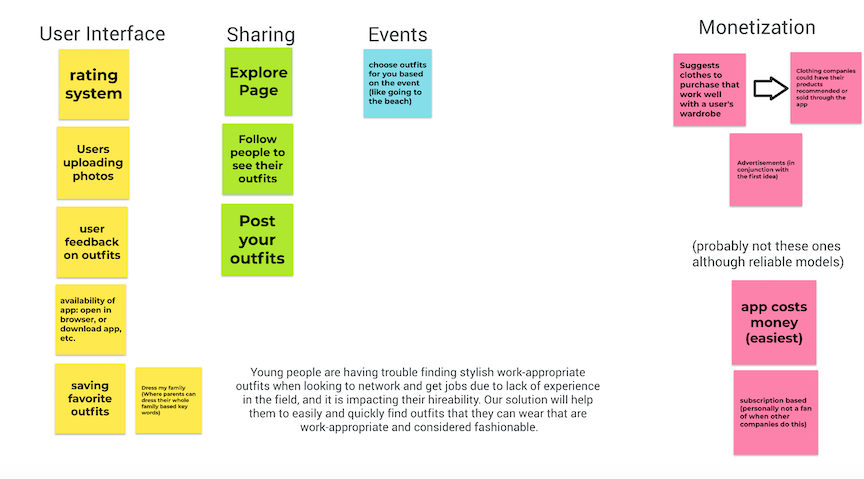 User Interface
rating
system
Users
uploading
photos
user
feedback
on outfits
availability of
app: open in
browser, or
download app,
etc.
saving
favorite
outfits
Dress my family
(Where parents can
dress their whole
family based key
words)
Sharing
Explore
Page
Follow
people to
see their
outfits
Post
your
outfits
Events
choose outfits
for you based
on the event
(like going to
the beach)
Monetization
Suggests
clothes to
purchase that
work well
with a user's
wardrobe
Clothing companies
could have their
products
recommended or
sold through the
app
Advertisements (in
conjunction with
the first idea)
(probably not these ones
although reliable models)
app costs
money
(easiest)
subscription based
(personally not a fan
of when other
companies do this)
Young people are having trouble finding stylish work-appropriate
outfits when looking to network and get jobs due to lack of experience
in the field, and it is impacting their hireability. Our solution will help
them to easily and quickly find outfits that they can wear that are
work-appropriate and considered fashionable.